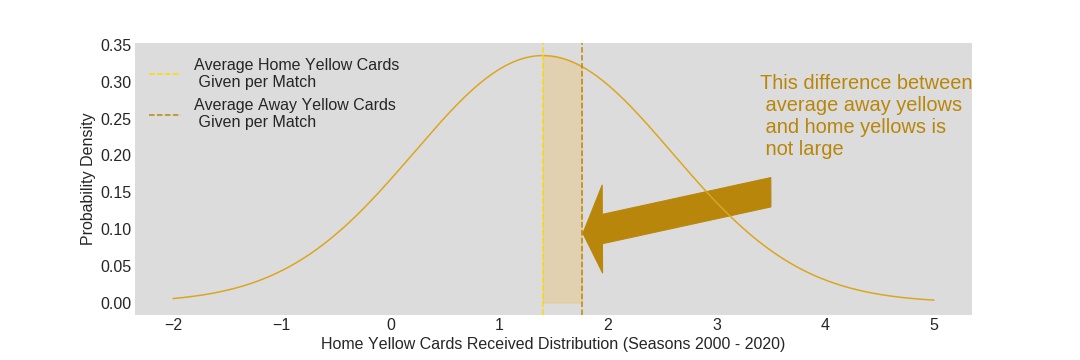 0.35
0.30
0.25
0.20
0.15
0.10
0.05
0.00
Probability Density
Average Home Yellow Cards
Given per Match
Average Away Yellow Cards
Given per Match
This difference between
average away yellows
and home yellows is
not large
−2 −1 0 1 2 3 4 5
Home Yellow Cards Received Distribution (Seasons 2000 - 2020)